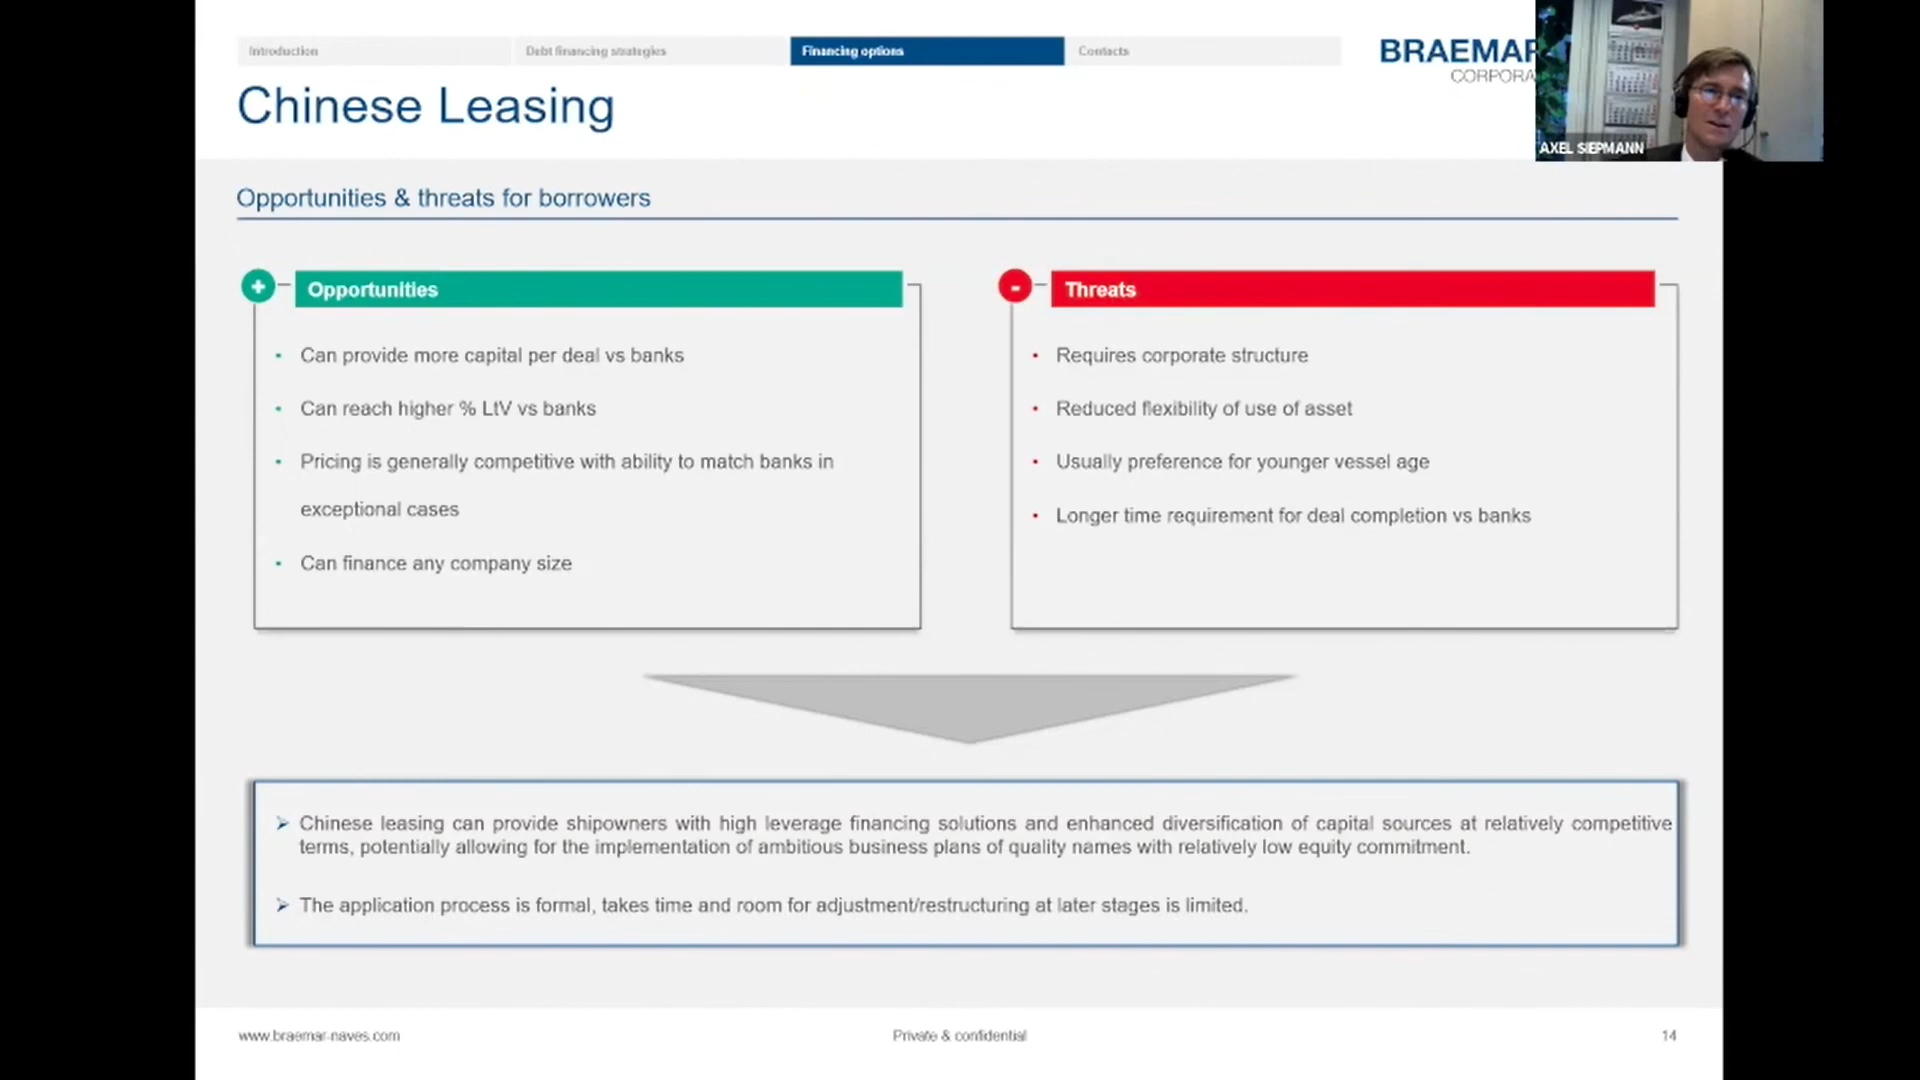 Introduction
Debt financing strategies
Financing options
Contacts
BRAEMAR
Chinese Leasing
AXEL SIEPMANN
Opportunities & threats for borrowers
+
Opportunities
• Can provide more capital per deal vs banks
• Can reach higher % LtV vs banks
• Pricing is generally competitive with ability to match banks in
exceptional cases
• Can finance any company size
-
Threats
• Requires corporate structure
• Reduced flexibility of use of asset
• Usually preference for younger vessel age
• Longer time requirement for deal completion vs banks
➢ Chinese leasing can provide shipowners with high leverage financing solutions and enhanced diversification of capital sources at relatively competitive
terms, potentially allowing for the implementation of ambitious business plans of quality names with relatively low equity commitment.
➢ The application process is formal, takes time and room for adjustment/restructuring at later stages is limited.
www.braemar-naves.com
Private & confidential
14